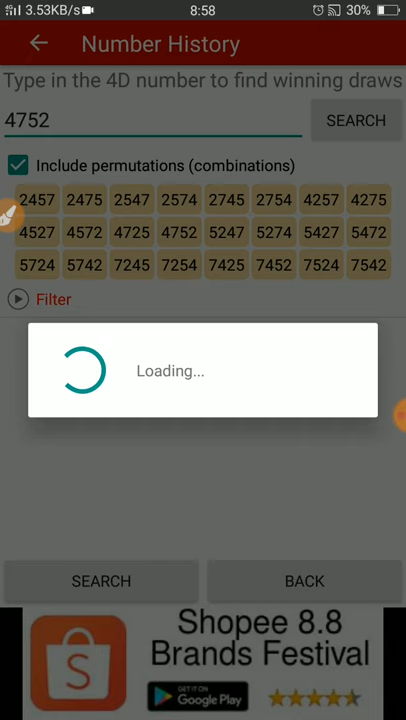 4G 3.53KB/s 8:58 30%
Number History
Type in the 4D number to find winning draws
4752 SEARCH
Include permutations (combinations)
2457 2475 2547 2574 2745 2754 4257 4275
4527 4572 4725 4752 5247 5274 5427 5472
5724 5742 7245 7254 7425 7452 7524 7542
Filter
Loading...
SEARCH BACK
Shopee 8.8
Brands Festival
S
GET IT ON
Google Play